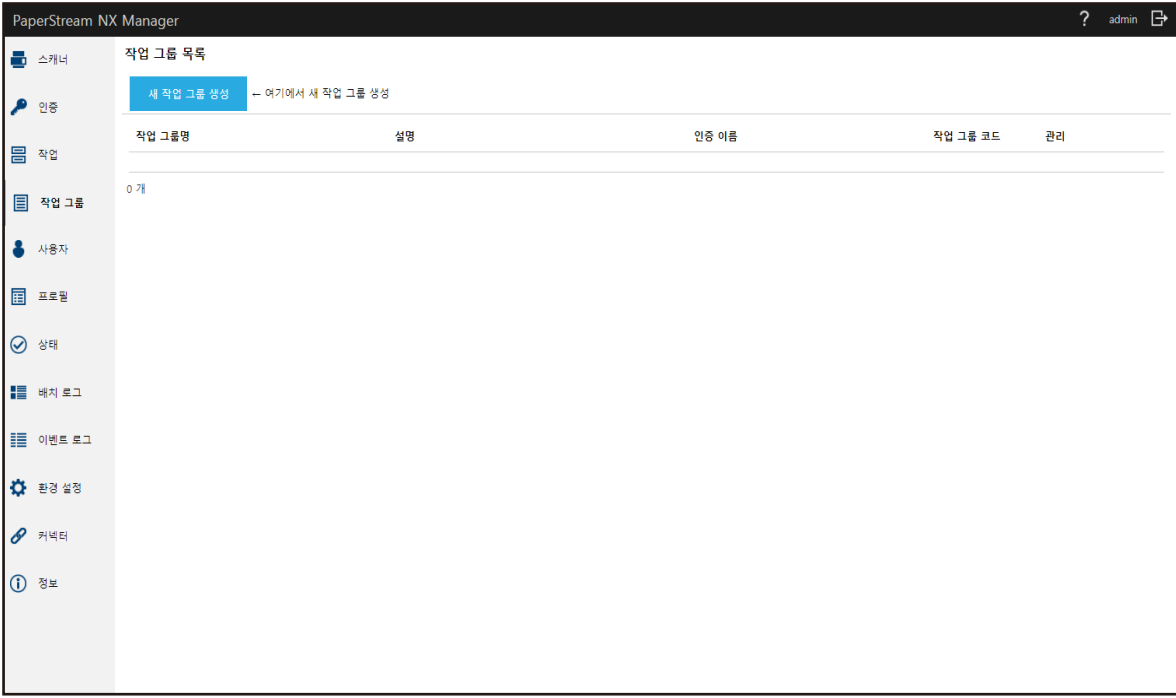 PaperStream NX Manager
? admin
스캐너
인증
작업
작업 그룹
사용자
프로필
상태
배치 로그
이벤트 로그
환경 설정
커넥터
정보
작업 그룹 목록
새 작업 그룹 생성 ← 여기에서 새 작업 그룹 생성
작업 그룹명 설명 인증 이름 작업 그룹 코드 관리
0 개